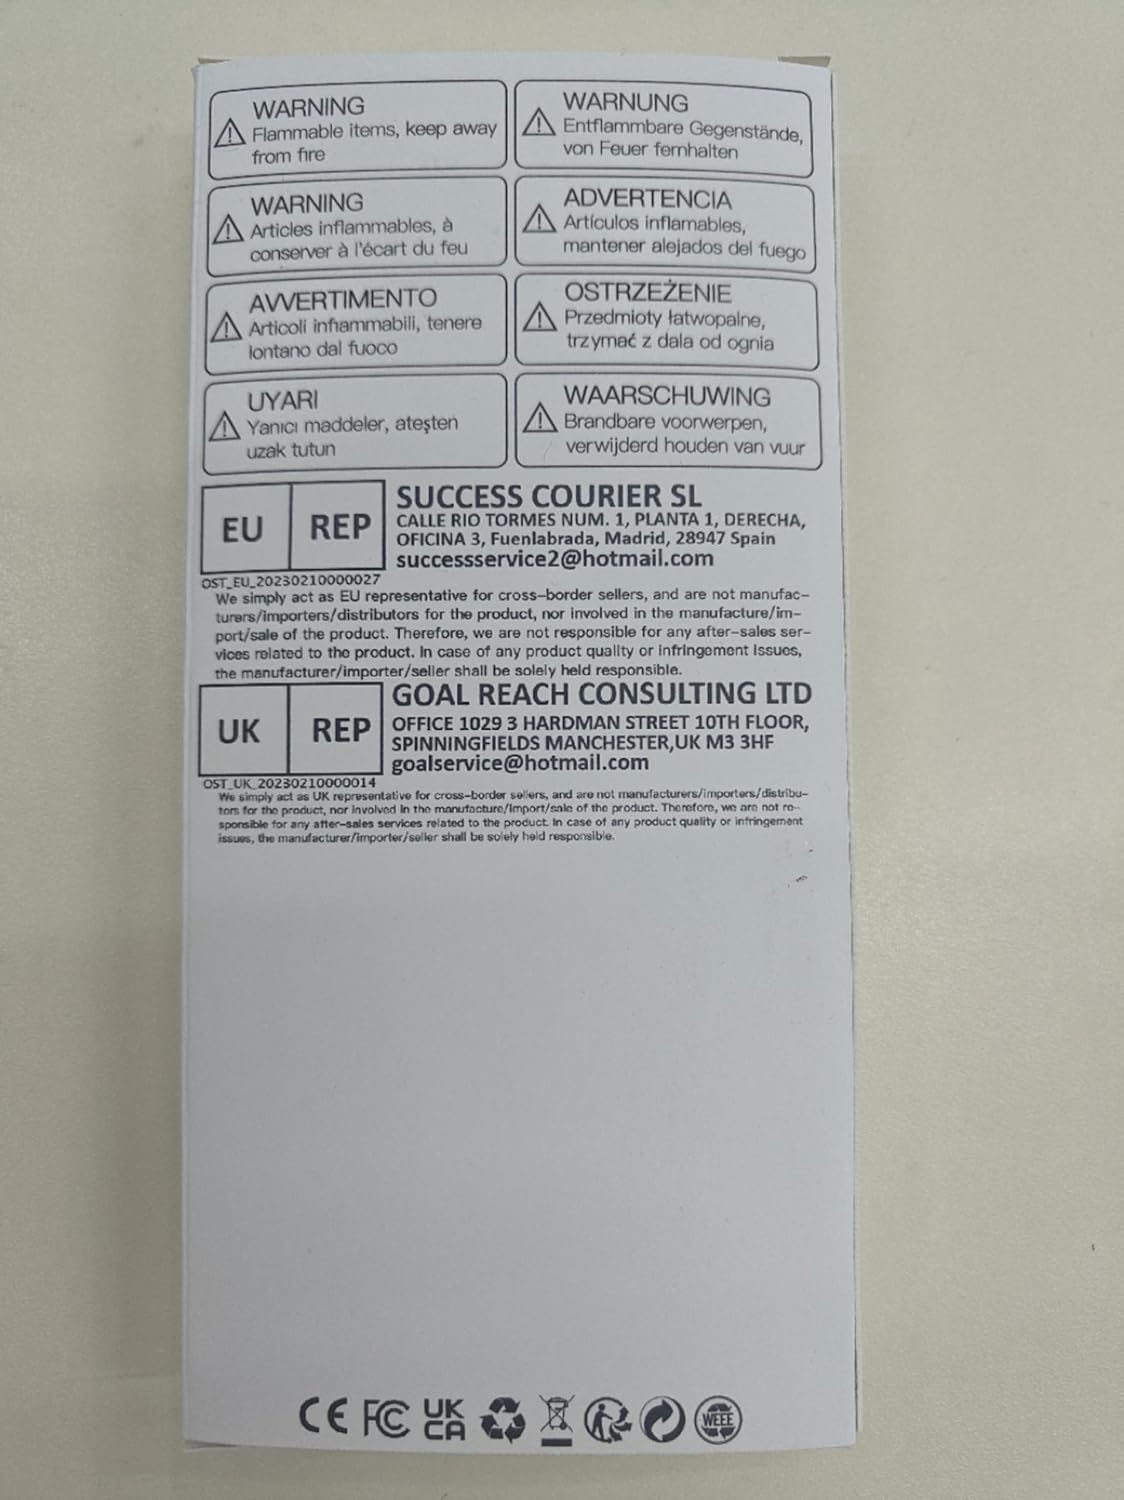 WARNING
Flammable items, keep away
from fire
WARNUNG
Entflammbare Gegenstände,
von Feuer fernhalten
WARNING
Articles inflammables, à
conserver à l'écart du feu
ADVERTENCIA
Artículos inflamables,
mantener alejados del fuego
AVVERTIMENTO
Articoli infiammabili, tenere
lontano dal fuoco
OSTRZEŻENIE
Przedmioty łatwopalne,
trzymać z dala od ognia
UYARI
Yanıcı maddeler, ateşten
uzak tutun
WAARSCHUWING
Brandbare voorwerpen,
verwijderd houden van vuur
EU REP
SUCCESS COURIER SL
CALLE RIO TORMES NUM. 1, PLANTA 1, DERECHA,
OFICINA 3, Fuenlabrada, Madrid, 28947 Spain
successservice2@hotmail.com
OST_EU_20230210000027
We simply act as EU representative for cross-border sellers, and are not manufac-
turers/importers/distributors for the product, nor involved in the manufacture/im-
port/sale of the product. Therefore, we are not responsible for any after-sales ser-
vices related to the product. In case of any product quality or infringement issues,
the manufacturer/importer/seller shall be solely held responsible.
UK REP
GOAL REACH CONSULTING LTD
OFFICE 1029 3 HARDMAN STREET 10TH FLOOR,
SPINNINGFIELDS MANCHESTER,UK M3 3HF
goalservice@hotmail.com
OST_UK_20230210000014
We simply act as UK representative for cross-border sellers, and are not manufacturers/importers/distribu-
tors for the product, nor involved in the manufacture/import/sale of the product. Therefore, we are not re-
sponsible for any after-sales services related to the product. In case of any product quality or infringement
issues, the manufacturer/importer/seller shall be solely held responsible.
CE FC UK CA WEEE